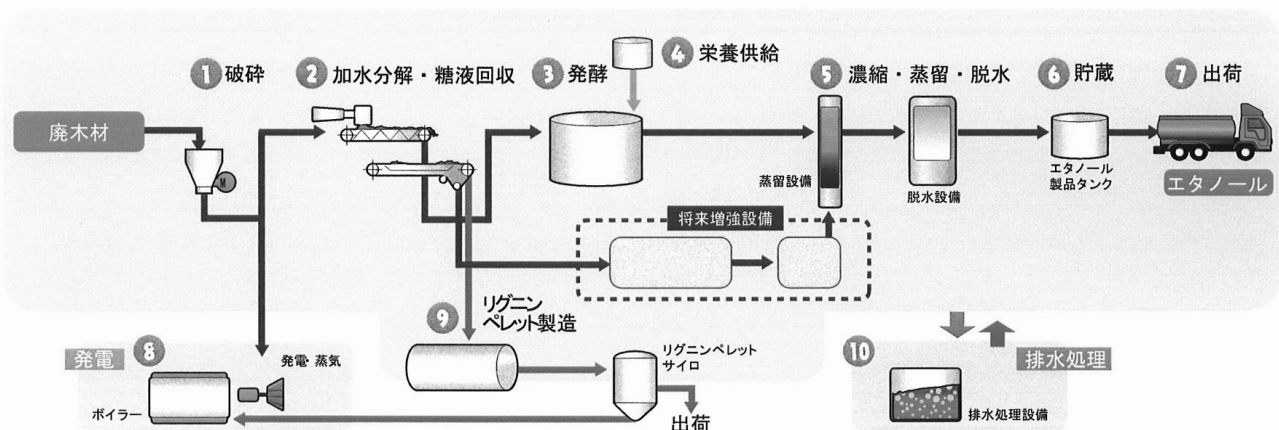 1 破砕
2 加水分解・糖液回収
3 発酵
4 栄養供給
5 濃縮・蒸留・脱水
6 貯蔵
7 出荷
廃木材
M
蒸留設備
脱水設備
エタノール
製品タンク
エタノール
将来増強設備
9 リグニン
ペレット製造
リグニンペレット
サイロ
出荷
発電
8
発電・蒸気
ボイラー
10
排水処理
排水処理設備